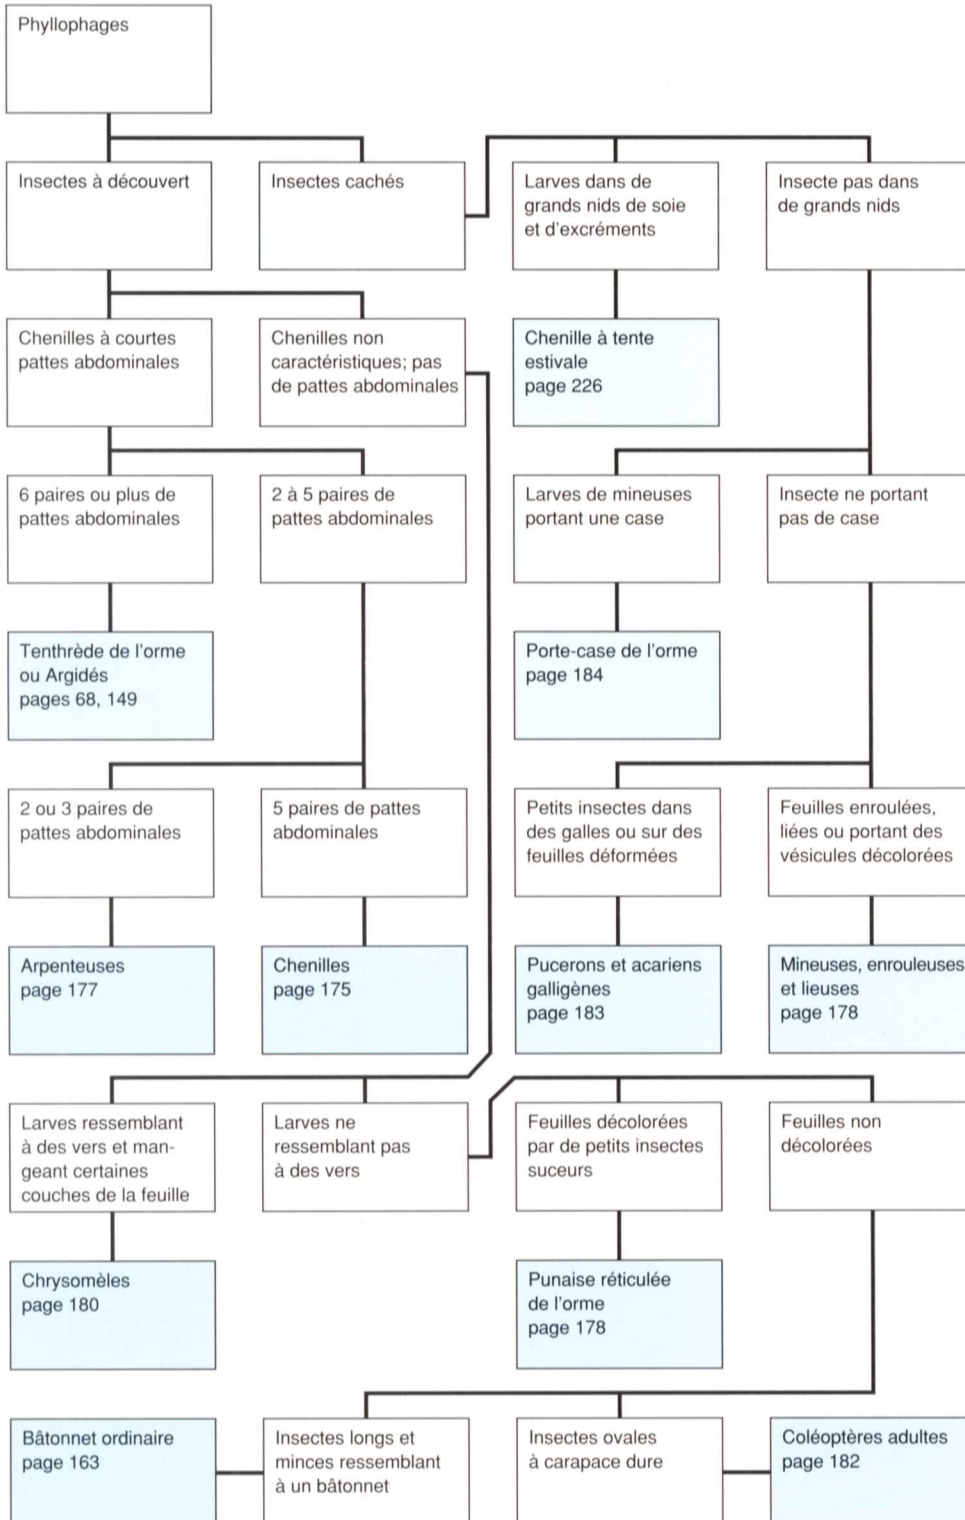 Phyllophages
Insectes à découvert
Insectes cachés
Larves dans de
grands nids de soie
et d'excréments
Insecte pas dans
de grands nids
Chenilles à courtes
pattes abdominales
Chenilles non
caractéristiques; pas
de pattes abdominales
Chenille à tente
estivale
page 226
6 paires ou plus de
pattes abdominales
2 à 5 paires de
pattes abdominales
Larves de mineuses
portant une case
Insecte ne portant
pas de case
Tenthrède de l'orme
ou Argidés
pages 68, 149
Porte-case de l'orme
page 184
2 ou 3 paires de
pattes abdominales
5 paires de pattes
abdominales
Petits insectes dans
des galles ou sur des
feuilles déformées
Feuilles enroulées,
liées ou portant des
vésicules décolorées
Arpenteuses
page 177
Chenilles
page 175
Pucerons et acariens
galligènes
page 183
Mineuses, enrouleuses
et lieuses
page 178
Larves ressemblant
à des vers et man-
geant certaines
couches de la feuille
Larves ne
ressemblant pas
à des vers
Feuilles décolorées
par de petits insectes
suceurs
Feuilles non
décolorées
Chrysomèles
page 180
Punaise réticulée
de l'orme
page 178
Bâtonnet ordinaire
page 163
Insectes longs et
minces ressemblant
à un bâtonnet
Insectes ovales
à carapace dure
Coléoptères adultes
page 182